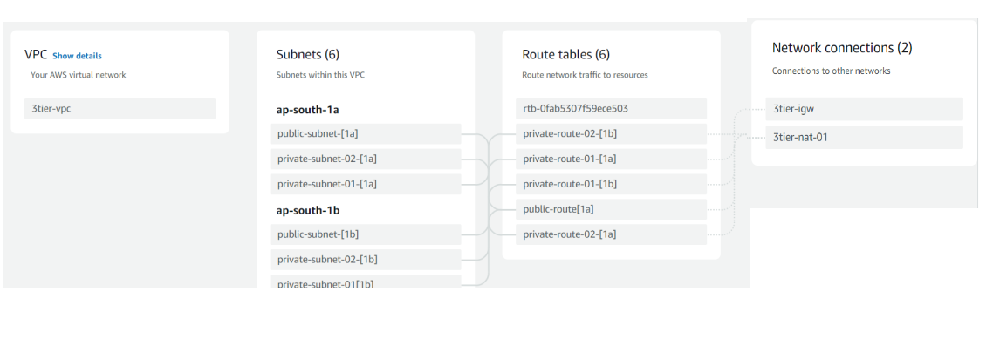 VPC Show details
Your AWS virtual network
3tier-vpc
Subnets (6)
Subnets within this VPC
ap-south-1a
public-subnet-[1a]
private-subnet-02-[1a]
private-subnet-01-[1a]
ap-south-1b
public-subnet-[1b]
private-subnet-02-[1b]
private-subnet-01[1b]
Route tables (6)
Route network traffic to resources
rtb-0fab5307f59ece503
private-route-02-[1b]
private-route-01-[1a]
private-route-01-[1b]
public-route[1a]
private-route-02-[1a]
Network connections (2)
Connections to other networks
3tier-igw
3tier-nat-01